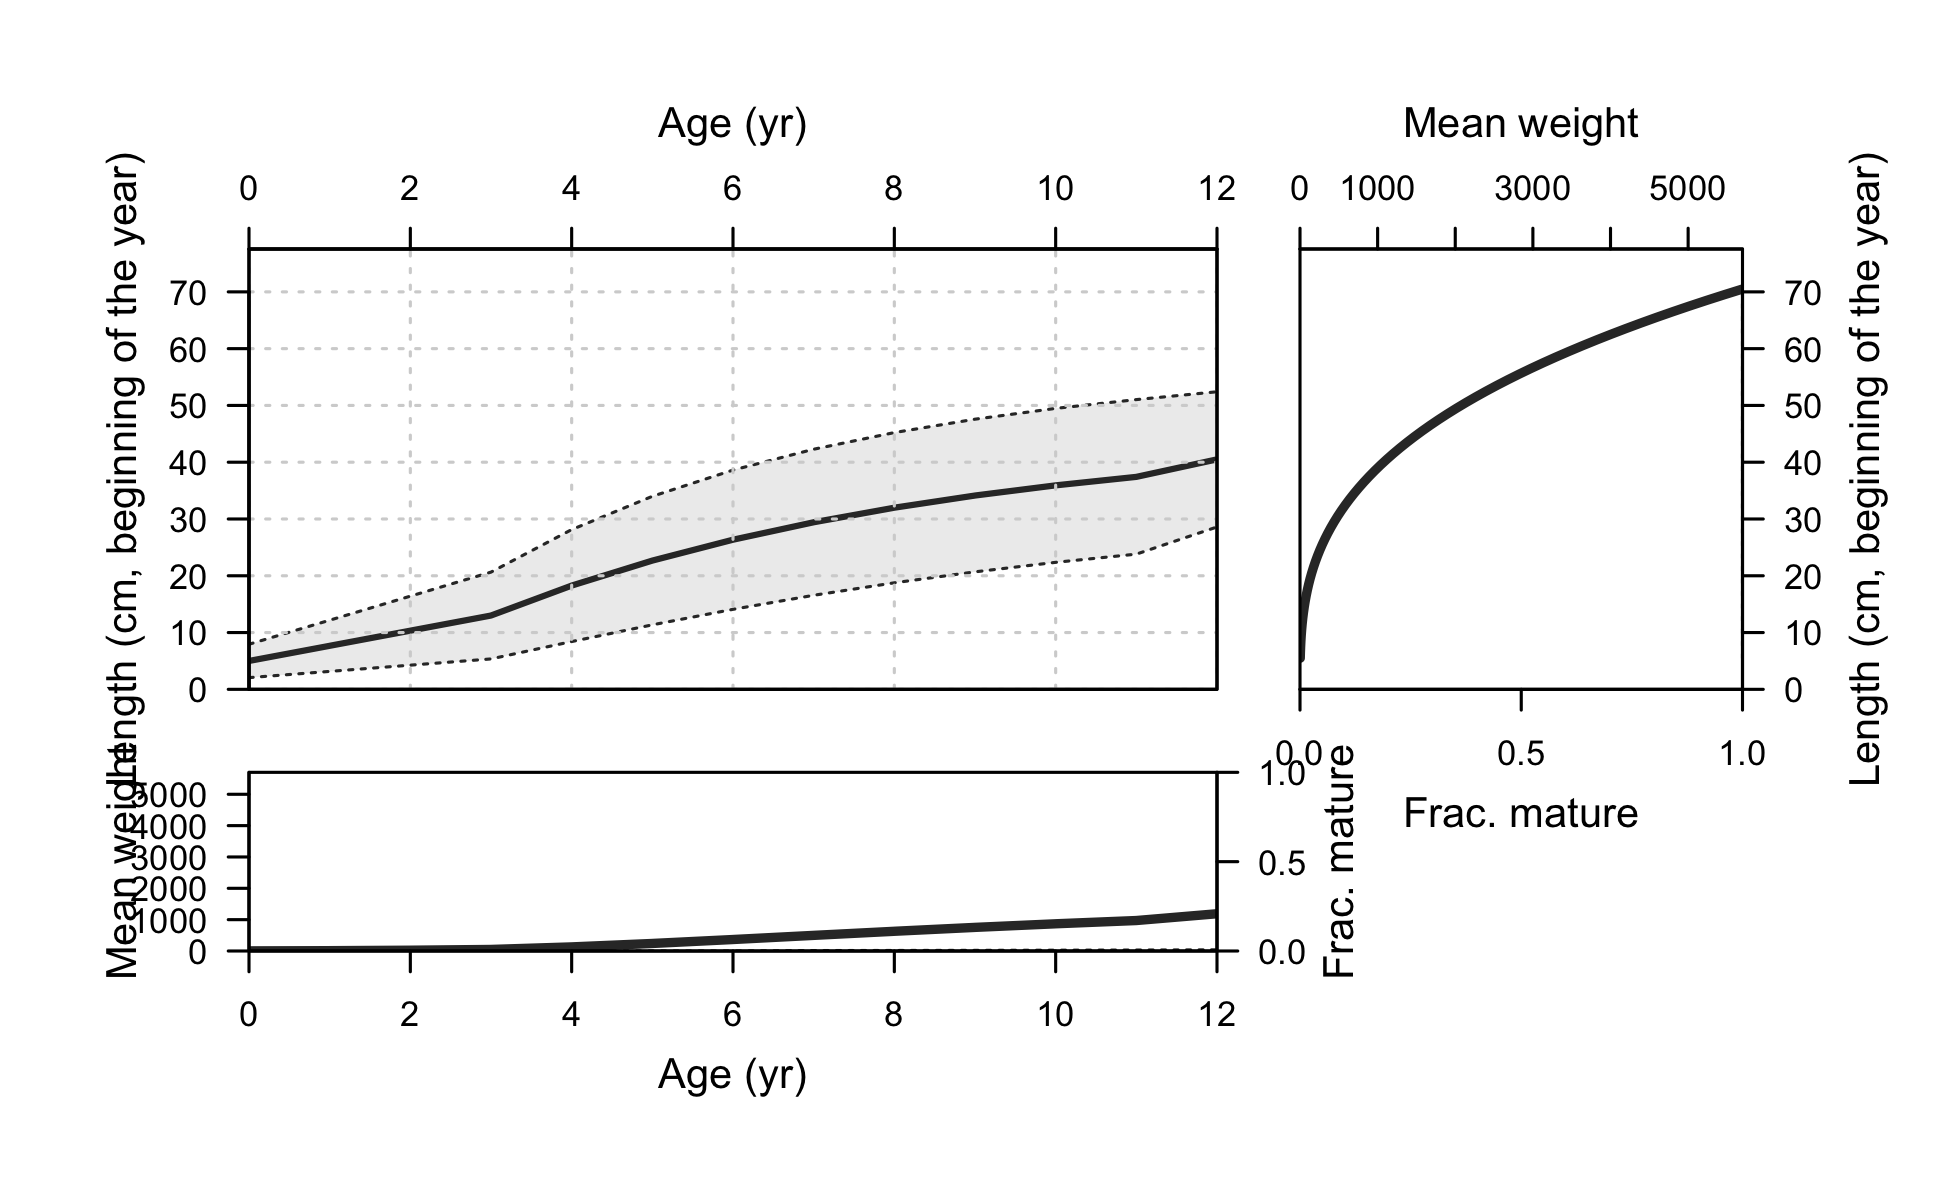 Age (yr)
Mean weight
0 2 4 6 8 10 12
0 1000 3000 5000
Length (cm, beginning of the year)
70
60
50
40
30
20
10
0
70
60
50
40
30
20
10
0
Length (cm, beginning of the year)
0.0 0.5 1.0
Frac. mature
Mean weight
5000
4000
3000
2000
1000
0
1.0
0.5
0.0
Frac. mature
0 2 4 6 8 10 12
Age (yr)